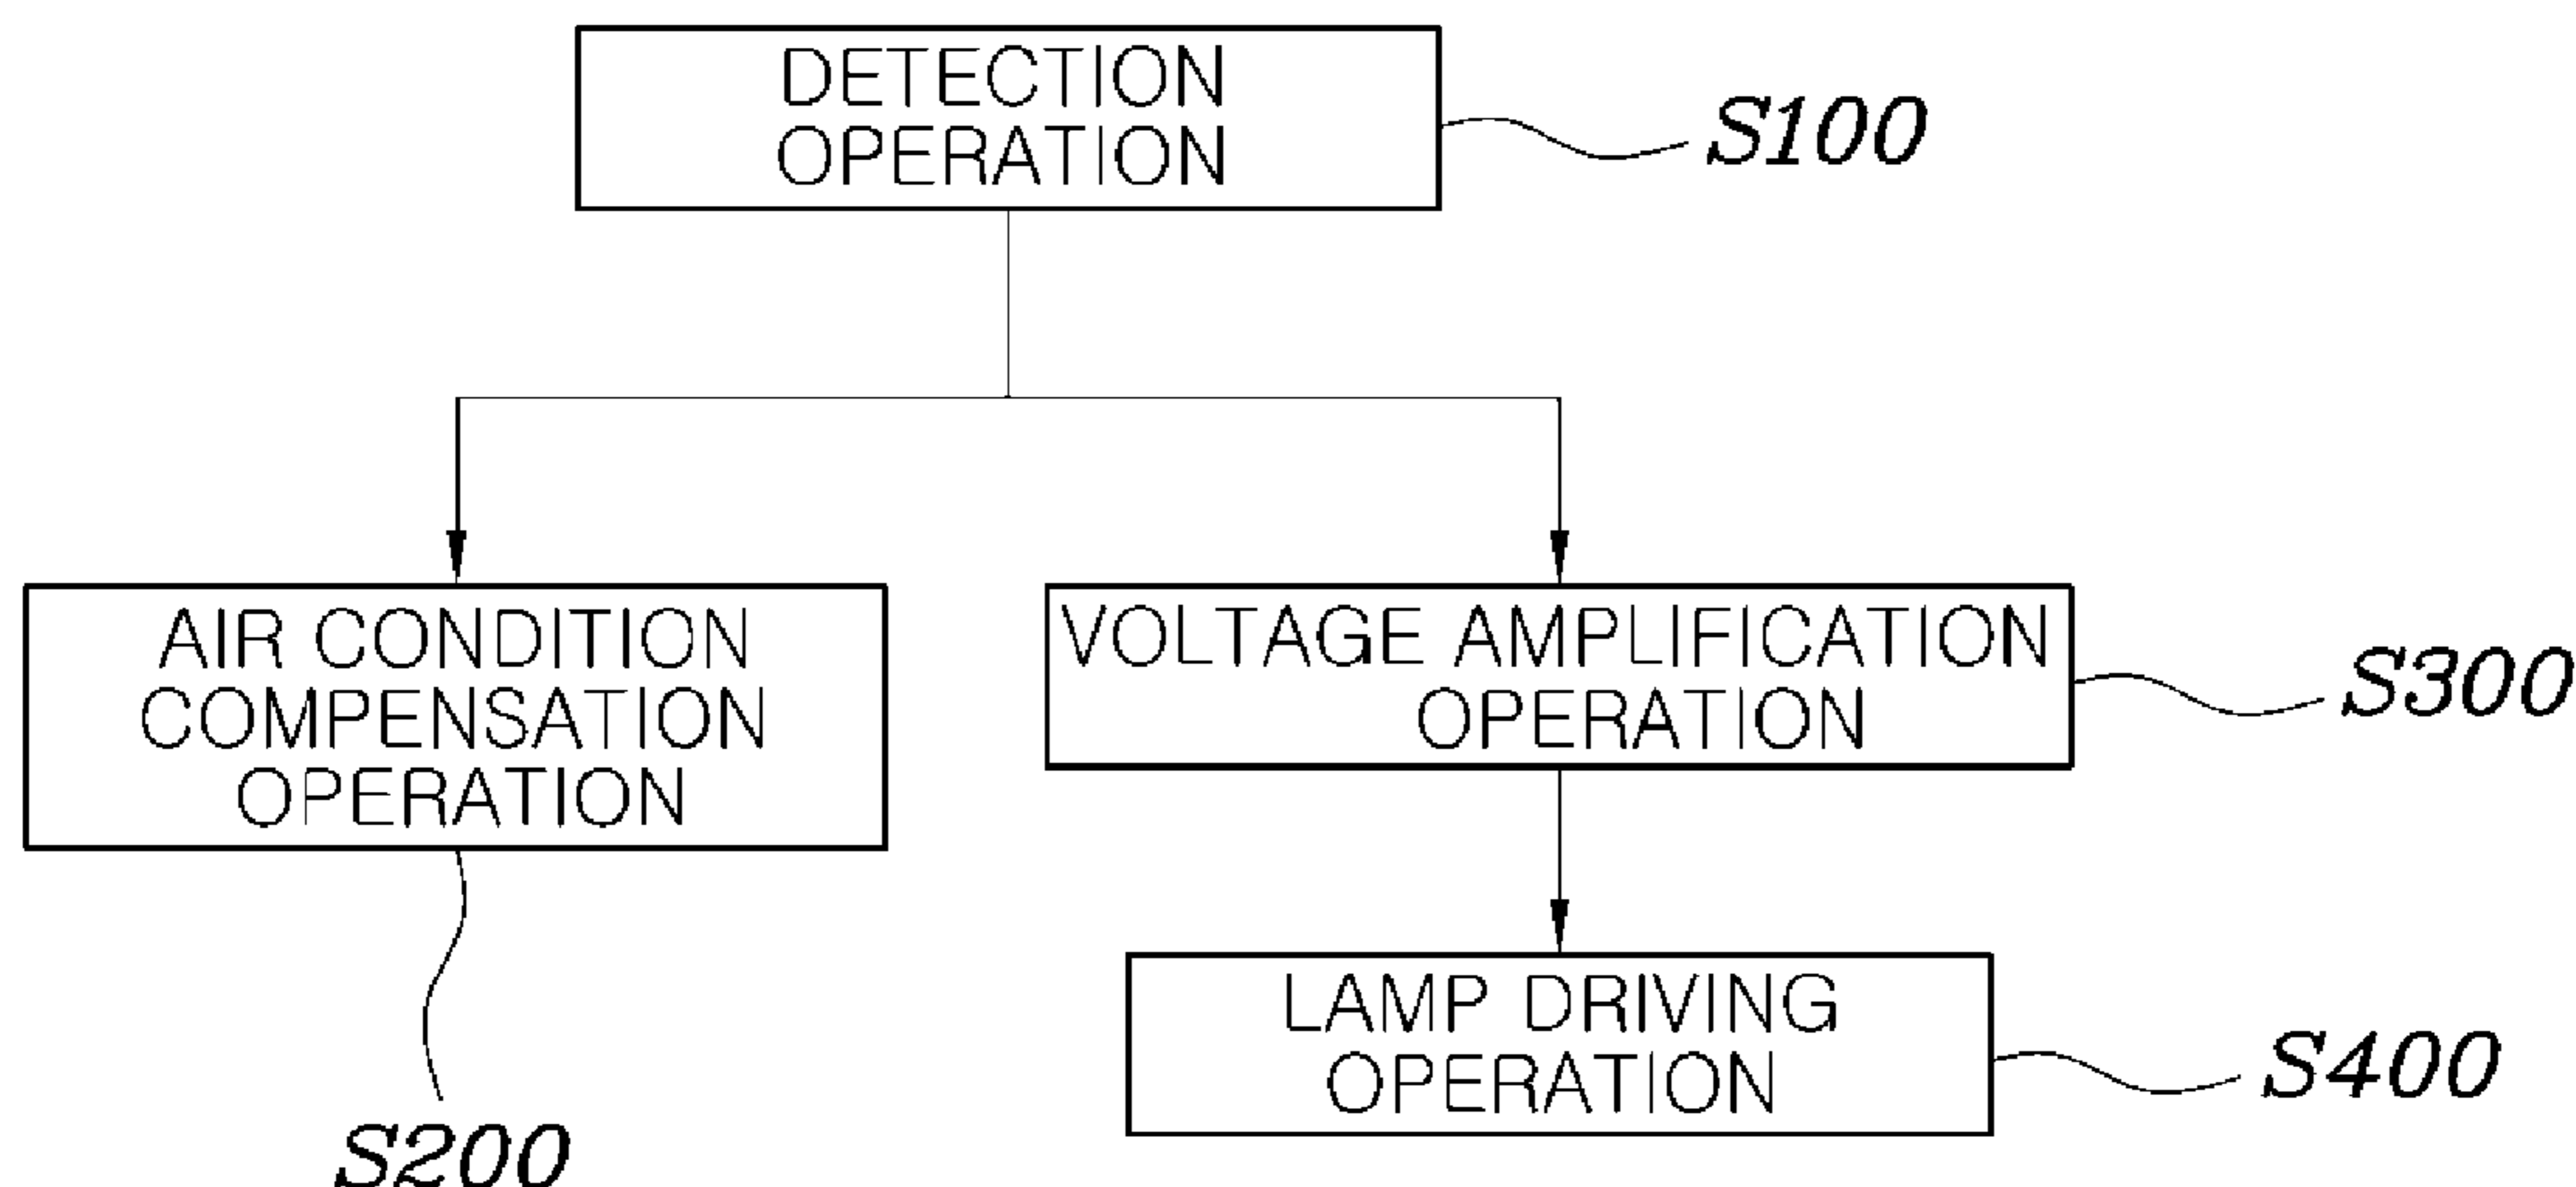 DETECTION
OPERATION
S100
AIR CONDITION
COMPENSATION
OPERATION
S200
VOLTAGE AMPLIFICATION
OPERATION
S300
LAMP DRIVING
OPERATION
S400